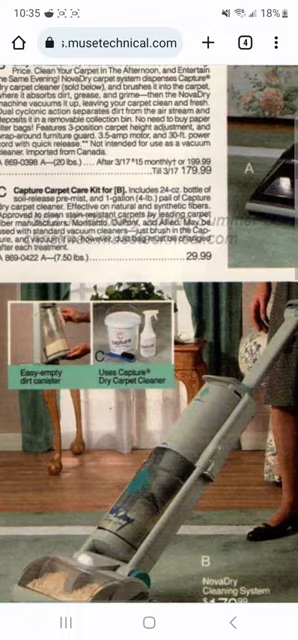 10:35
18%
s.musetechnical.com
4
Price. Clean Your Carpet In The Afternoon, and Entertain
the Same Evening! NovaDry carpet system dispenses Capture®
dry carpet cleaner (sold below), and brushes it into the carpet,
where it absorbs dirt, grease, and grime—then the NovaDry
machine vacuums it up, leaving your carpet clean and fresh.
Dual cyclonic action separates dirt from the air stream and
deposits it in a removable collection bin. No need to buy paper
filter bags! Features 3-position carpet height adjustment, and
wrap-around furniture guard. 3.5-amp motor, and 30-ft. power
cord with quick release.** Not intended for use as a vacuum
cleaner. Imported from Canada.
A 869-0398 A—(20 lbs.) .... After 3/17 $15 monthly† or 199.99
Till 3/17 179.99
C Capture Carpet Care Kit for [B]. Includes 24-oz. bottle of
soil-release pre-mist, and 1-gallon (4-lb.) pail of Capture
dry carpet cleaner. Effective on natural and synthetic fibers.
Approved to clean stain-resistant carpets by leading carpet
fiber manufacturers, Monsanto, DuPont, and Allied. May be
used with standard vacuum cleaners—just brush in the Cap-
ture, and vacuum it up, however, dust bag must be changed
after each treatment.
A 869-0422 A—(7.50 lbs.) 29.99
A
C
capture
Easy-empty
dirt canister
Uses Capture®
Dry Carpet Cleaner
B
NovaDry
Cleaning System